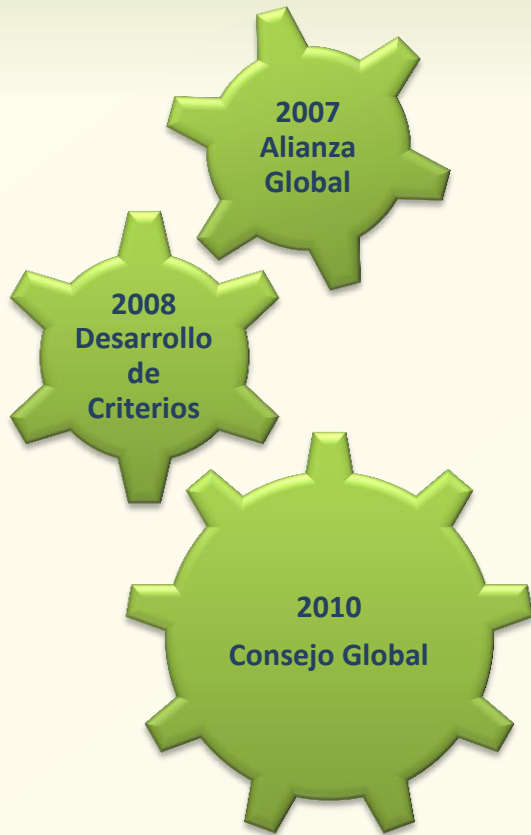 2007
Alianza
Global
2008
Desarrollo
de
Criterios
2010
Consejo Global